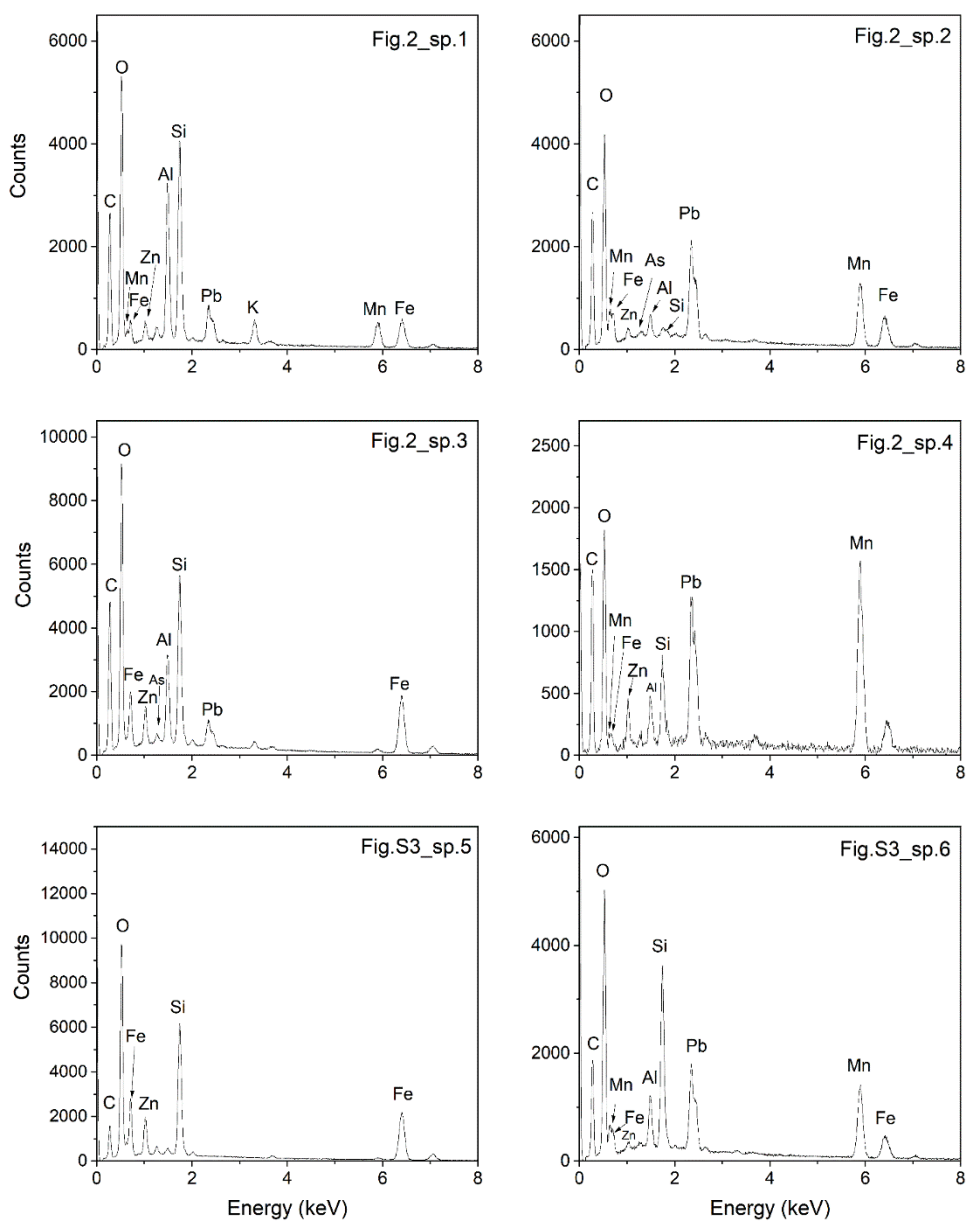 Fig.2_sp.1
6000
4000
2000
0
Counts
C
O
Mn
Fe
Zn
Al
Si
Pb
K
Mn
Fe
0 2 4 6 8
Fig.2_sp.2
6000
4000
2000
0
C
O
Mn
Fe
Zn
As
Al
Si
Pb
Mn
Fe
0 2 4 6 8
Fig.2_sp.3
10000
8000
6000
4000
2000
0
Counts
C
O
Fe
Zn
As
Al
Si
Pb
Fe
0 2 4 6 8
Fig.2_sp.4
2500
2000
1500
1000
500
0
C
O
Mn
Fe
Zn
Al
Si
Pb
Mn
0 2 4 6 8
Fig.S3_sp.5
14000
12000
10000
8000
6000
4000
2000
0
Counts
C
O
Fe
Zn
Si
Fe
0 2 4 6 8
Energy (keV)
Fig.S3_sp.6
6000
4000
2000
0
C
O
Mn
Fe
Zn
Al
Si
Pb
Mn
Fe
0 2 4 6 8
Energy (keV)